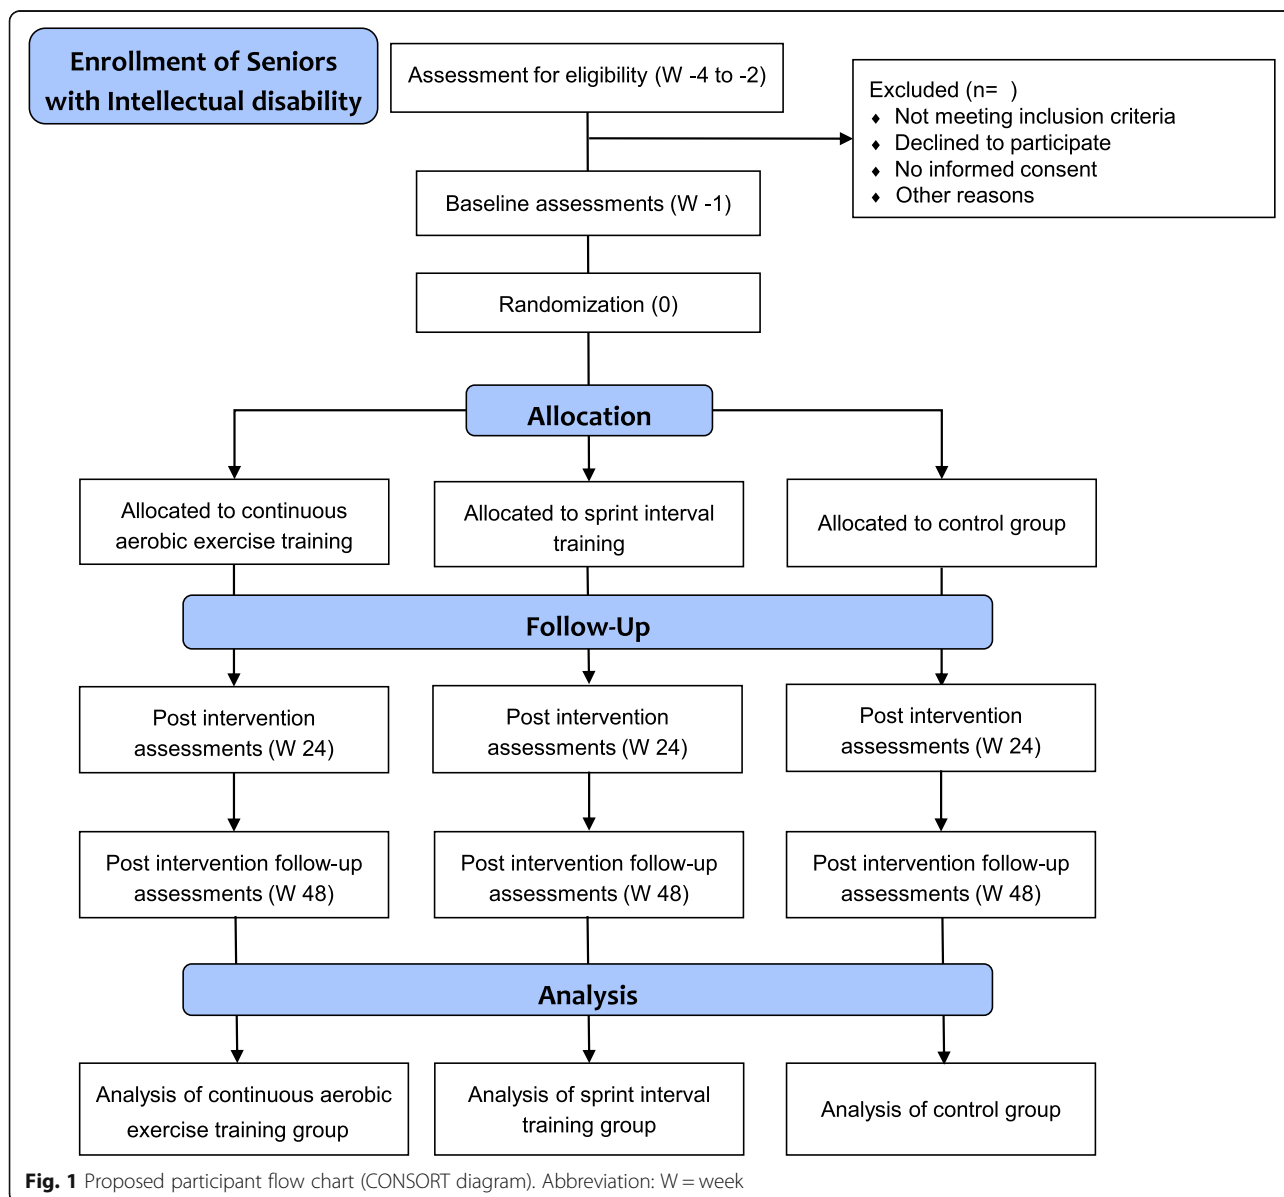 Enrollment of Seniors
with Intellectual disability
Assessment for eligibility (W -4 to -2)
Excluded (n=  )
♦ Not meeting inclusion criteria
♦ Declined to participate
♦ No informed consent
♦ Other reasons
Baseline assessments (W -1)
Randomization (0)
Allocation
Allocated to continuous
aerobic exercise training
Allocated to sprint interval
training
Allocated to control group
Follow-Up
Post intervention
assessments (W 24)
Post intervention
assessments (W 24)
Post intervention
assessments (W 24)
Post intervention follow-up
assessments (W 48)
Post intervention follow-up
assessments (W 48)
Post intervention follow-up
assessments (W 48)
Analysis
Analysis of continuous aerobic
exercise training group
Analysis of sprint interval
training group
Analysis of control group
Fig. 1 Proposed participant flow chart (CONSORT diagram). Abbreviation: W = week